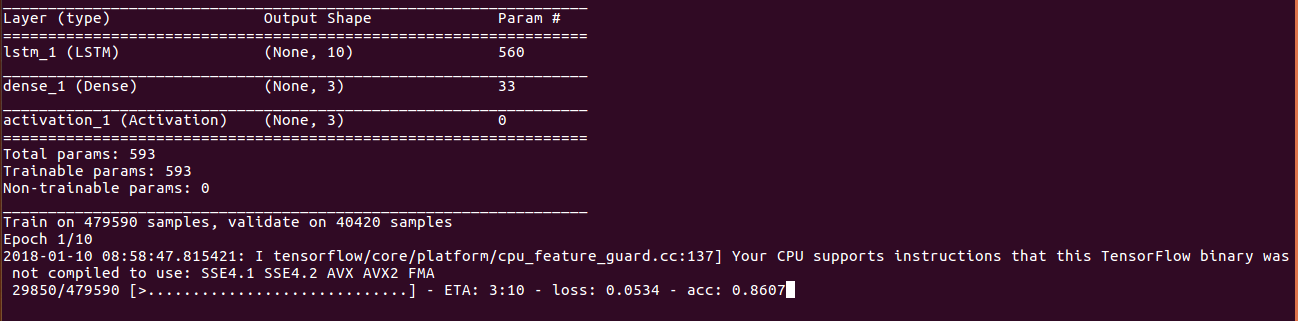 _________________________________________________________________
Layer (type)                 Output Shape              Param #
=================================================================
lstm_1 (LSTM)                (None, 10)                560
_________________________________________________________________
dense_1 (Dense)              (None, 3)                 33
_________________________________________________________________
activation_1 (Activation)    (None, 3)                 0
=================================================================
Total params: 593
Trainable params: 593
Non-trainable params: 0
_________________________________________________________________
Train on 479590 samples, validate on 40420 samples
Epoch 1/10
2018-01-10 08:58:47.815421: I tensorflow/core/platform/cpu_feature_guard.cc:137] Your CPU supports instructions that this TensorFlow binary was
 not compiled to use: SSE4.1 SSE4.2 AVX AVX2 FMA
 29850/479590 [>.............................] - ETA: 3:10 - loss: 0.0534 - acc: 0.8607